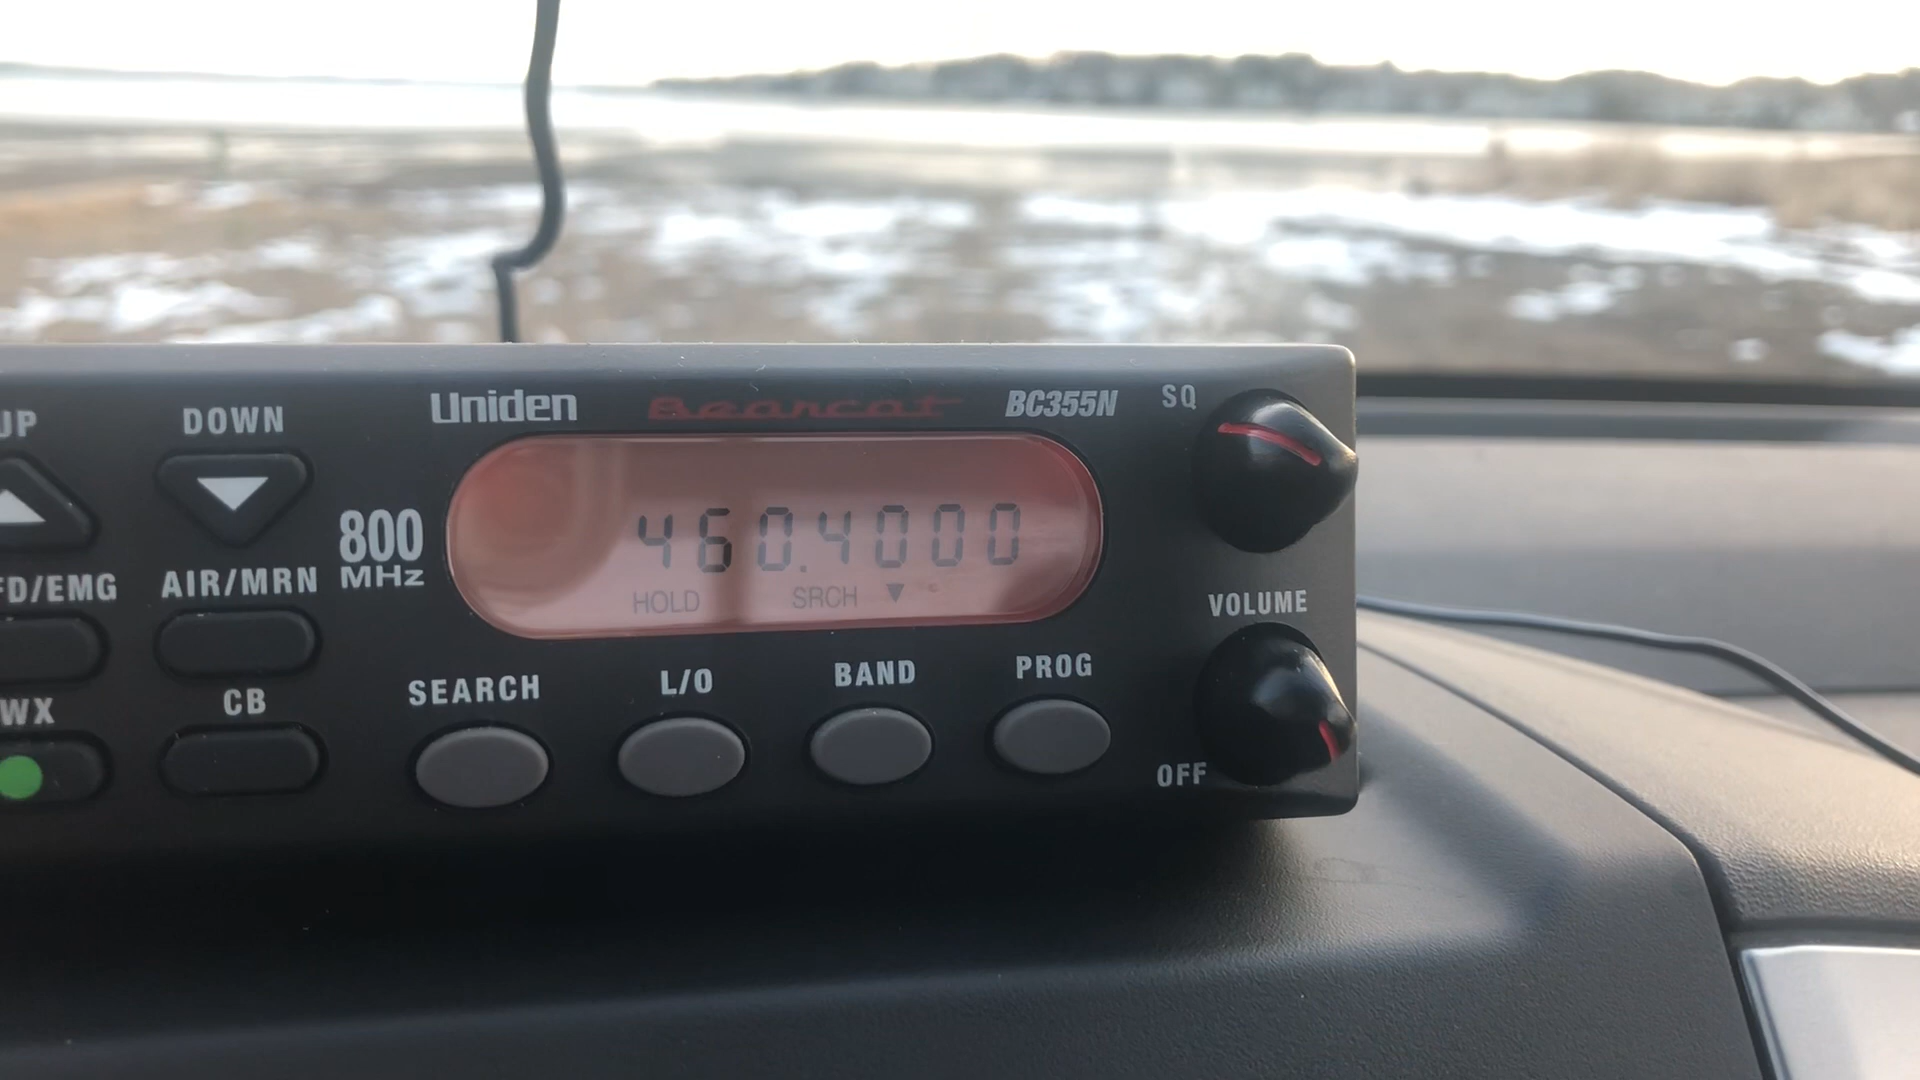 Uniden Bearcat BC355N SQ
UP DOWN
460.4000
800
MHz
HOLD SRCH ▼
FD/EMG AIR/MRN
VOLUME
SEARCH L/O BAND PROG
WX CB
OFF